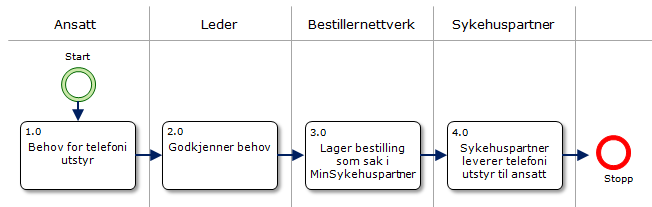 Ansatt
Leder
Bestillernettverk
Sykehuspartner
Start
1.0
Behov for telefoni
utstyr
2.0
Godkjenner behov
3.0
Lager bestilling
som sak i
MinSykehuspartner
4.0
Sykehuspartner
leverer telefoni
utstyr til ansatt
Stopp